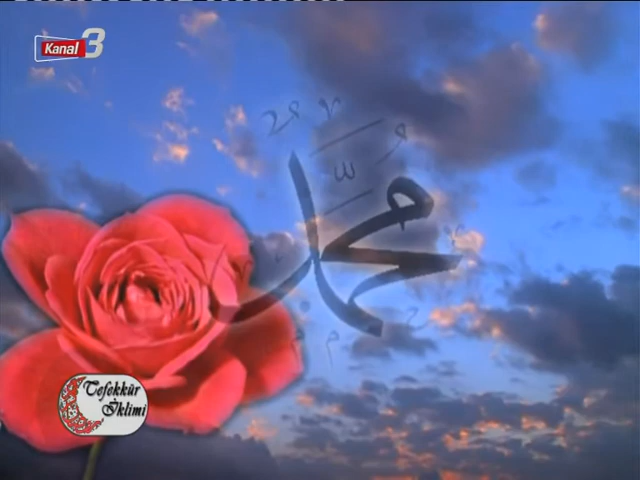 Kanal 3
محمد
Tefekkür
İklimi